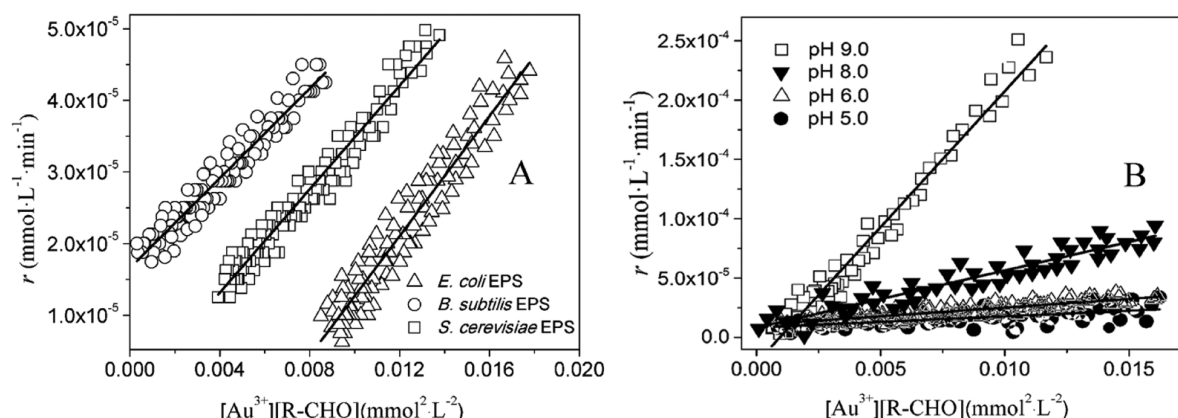 5.0x10⁻⁵
4.0x10⁻⁵
3.0x10⁻⁵
2.0x10⁻⁵
1.0x10⁻⁵
r (mmol·L⁻¹·min⁻¹)
A
E. coli EPS
B. subtilis EPS
S. cerevisiae EPS
0.000 0.004 0.008 0.012 0.016 0.020
[Au³⁺][R-CHO](mmol²·L⁻²)
2.5x10⁻⁴
2.0x10⁻⁴
1.5x10⁻⁴
1.0x10⁻⁴
5.0x10⁻⁵
0.0
r (mmol·L⁻¹·min⁻¹)
pH 9.0
pH 8.0
pH 6.0
pH 5.0
B
0.000 0.005 0.010 0.015
[Au³⁺][R-CHO](mmol²·L⁻²)